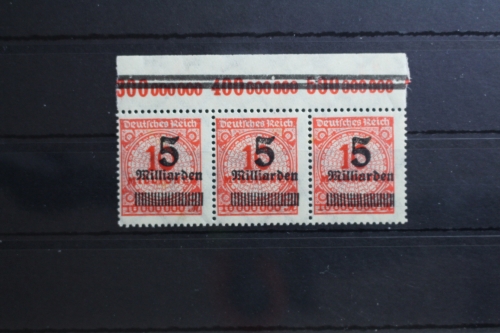 300 000 000 400 000 000 500 000 000
Deutsches Reich Deutsches Reich Deutsches Reich
5 5 5
Milliarden Milliarden Milliarden